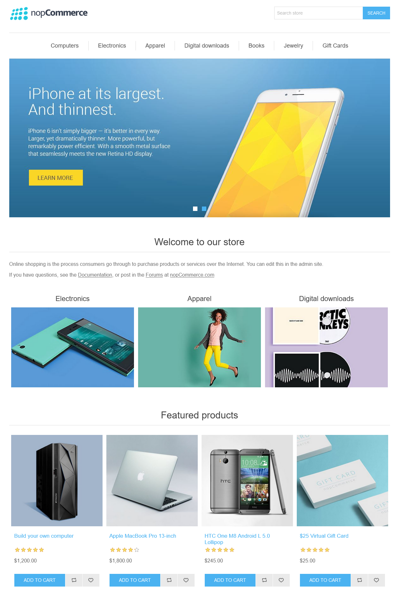 nopCommerce
Search store
SEARCH
Computers
Electronics
Apparel
Digital downloads
Books
Jewelry
Gift Cards
iPhone at its largest.
And thinnest.
iPhone 6 isn't simply bigger – it's better in every way.
Larger, yet dramatically thinner. More powerful, but
remarkably power efficient. With a smooth metal surface
that seamlessly meets the new Retina HD display.
LEARN MORE
Welcome to our store
Online shopping is the process consumers go through to purchase products or services over the Internet. You can edit this in the admin site.
If you have questions, see the Documentation, or post in the Forums at nopCommerce.com
Electronics
Apparel
Digital downloads
Featured products
hTC
GIFT CARD
Build your own computer
Apple MacBook Pro 13-inch
HTC One M8 Android L 5.0
Lollipop
$25 Virtual Gift Card
$1,200.00
$1,800.00
$245.00
$25.00
ADD TO CART
ADD TO CART
ADD TO CART
ADD TO CART